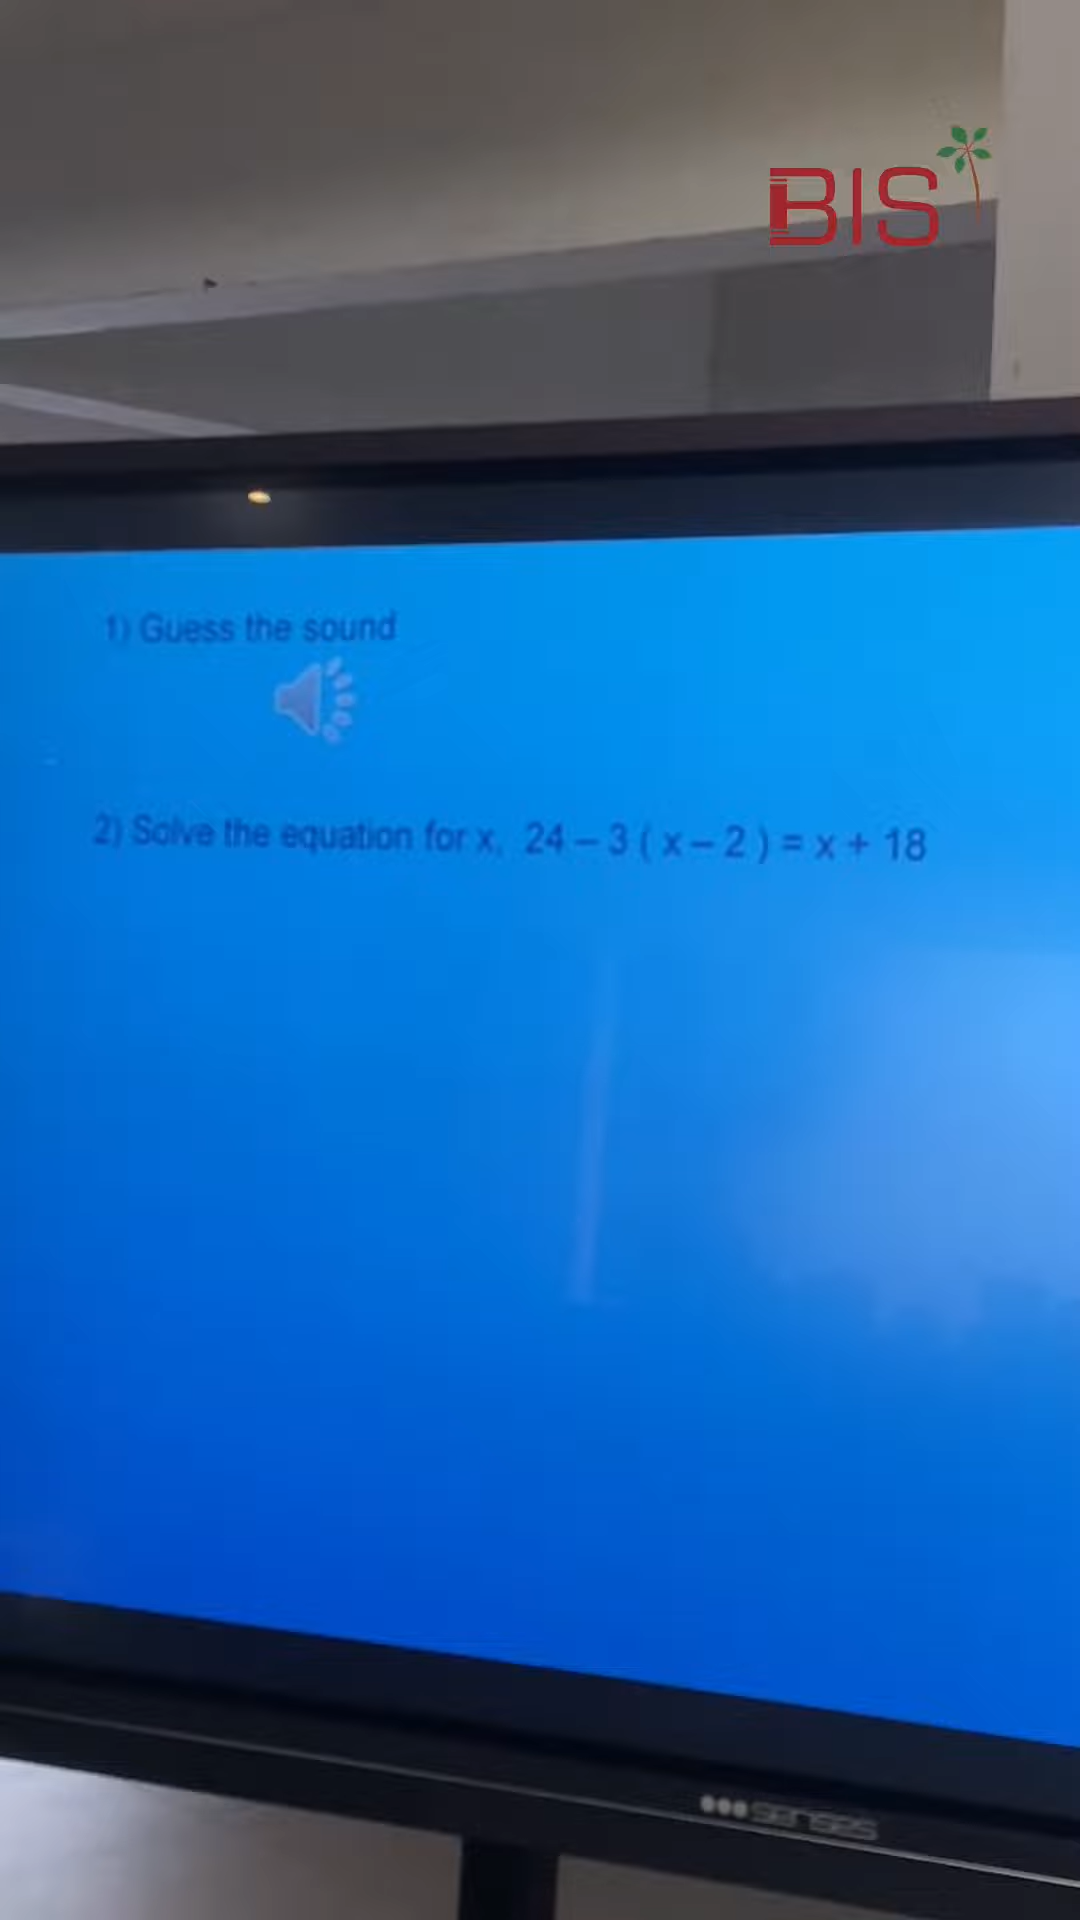 BIS
1) Guess the sound
2) Solve the equation for x, 24 – 3 ( x – 2 ) = x + 18
senses